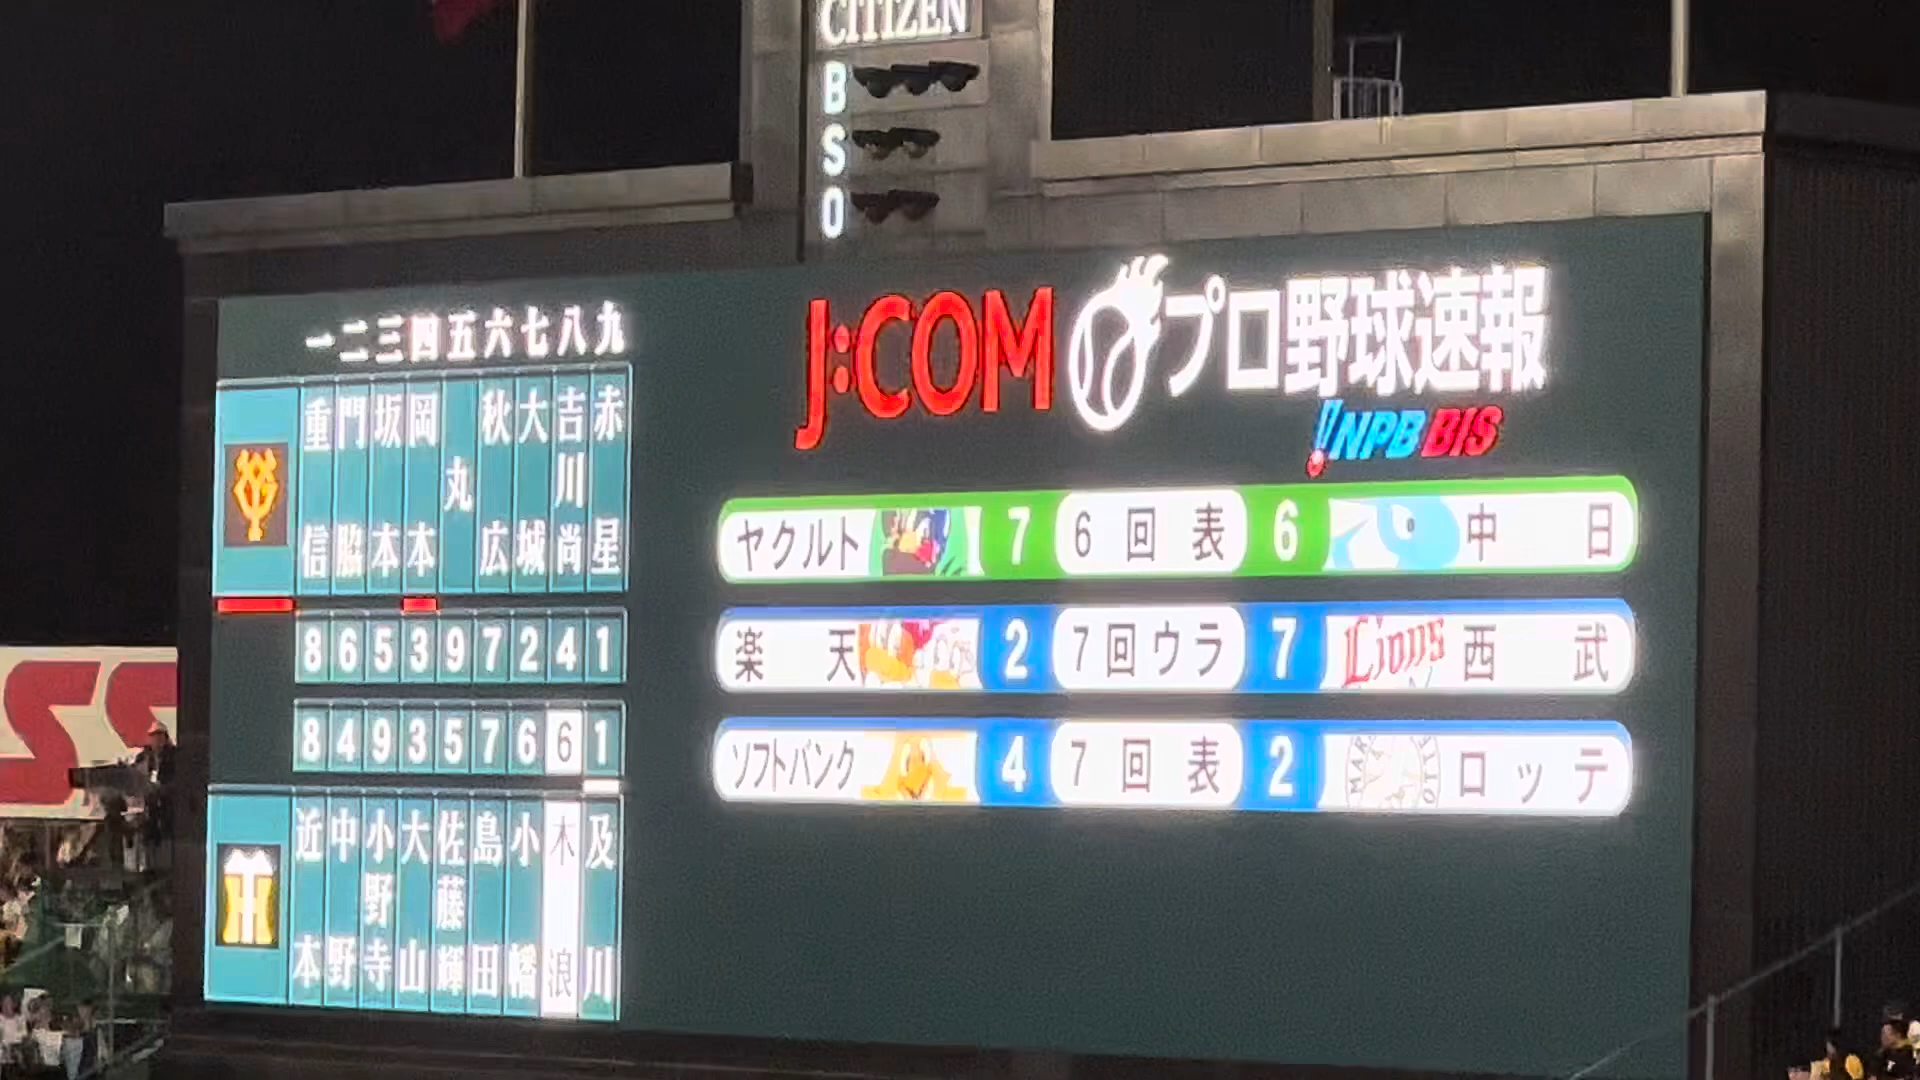 CITIZEN
B
S
O
J:COM プロ野球速報
NPB BIS
一二三四五六七八九
重信
門脇
坂本
岡本
丸
秋広
大城
吉川尚
赤星
8 6 5 3 9 7 2 4 1
8 4 9 3 5 7 6 6 1
近本
中野
小野寺
大山
佐藤輝
島田
小幡
木浪
及川
ヤクルト 7 6回表 6 中日
楽天 2 7回ウラ 7 Lions 西武
ソフトバンク 4 7回表 2 ロッテ